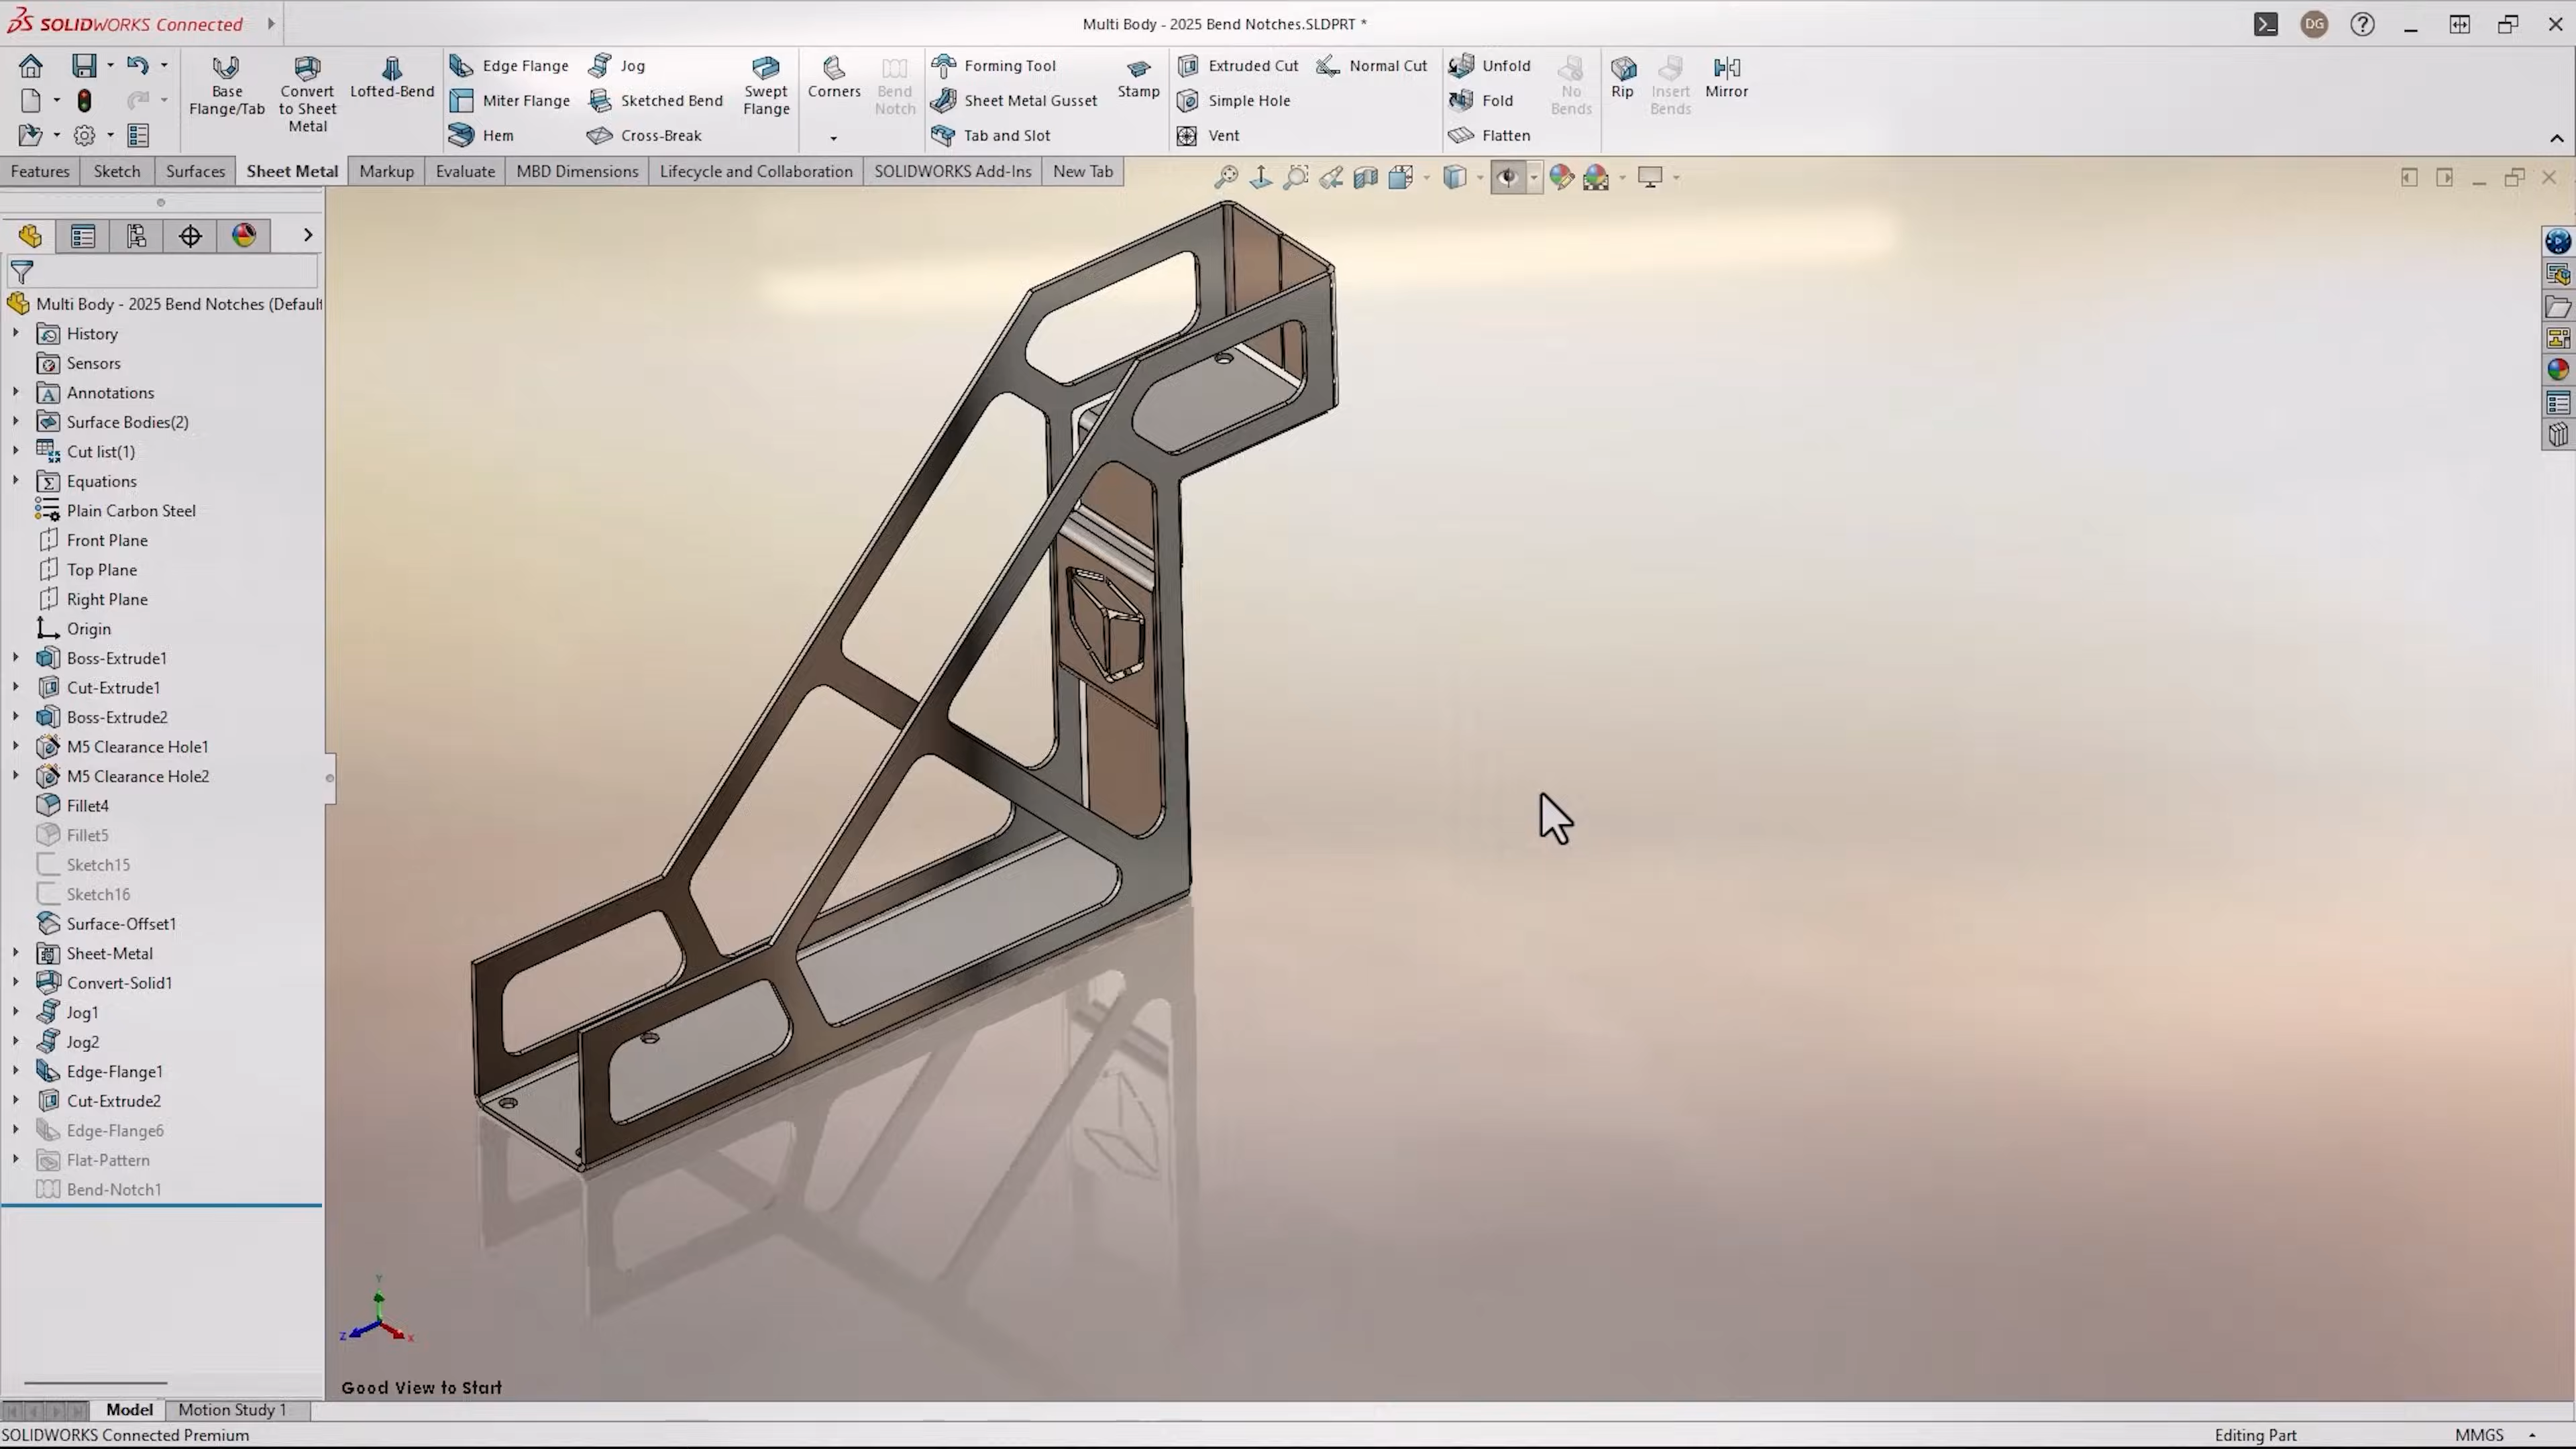 SOLIDWORKS Connected
Multi Body - 2025 Bend Notches.SLDPRT *
DG
Base Flange/Tab
Convert to Sheet Metal
Lofted-Bend
Edge Flange
Miter Flange
Hem
Jog
Sketched Bend
Cross-Break
Swept Flange
Corners
Bend Notch
Forming Tool
Sheet Metal Gusset
Tab and Slot
Stamp
Extruded Cut
Simple Hole
Vent
Normal Cut
Unfold
Fold
Flatten
No Bends
Rip
Insert Bends
Mirror
Features
Sketch
Surfaces
Sheet Metal
Markup
Evaluate
MBD Dimensions
Lifecycle and Collaboration
SOLIDWORKS Add-Ins
New Tab
Multi Body - 2025 Bend Notches (Default
History
Sensors
Annotations
Surface Bodies(2)
Cut list(1)
Equations
Plain Carbon Steel
Front Plane
Top Plane
Right Plane
Origin
Boss-Extrude1
Cut-Extrude1
Boss-Extrude2
M5 Clearance Hole1
M5 Clearance Hole2
Fillet4
Fillet5
Sketch15
Sketch16
Surface-Offset1
Sheet-Metal
Convert-Solid1
Jog1
Jog2
Edge-Flange1
Cut-Extrude2
Edge-Flange6
Flat-Pattern
Bend-Notch1
Y
Z
X
Good View to Start
Model
Motion Study 1
SOLIDWORKS Connected Premium
Editing Part
MMGS